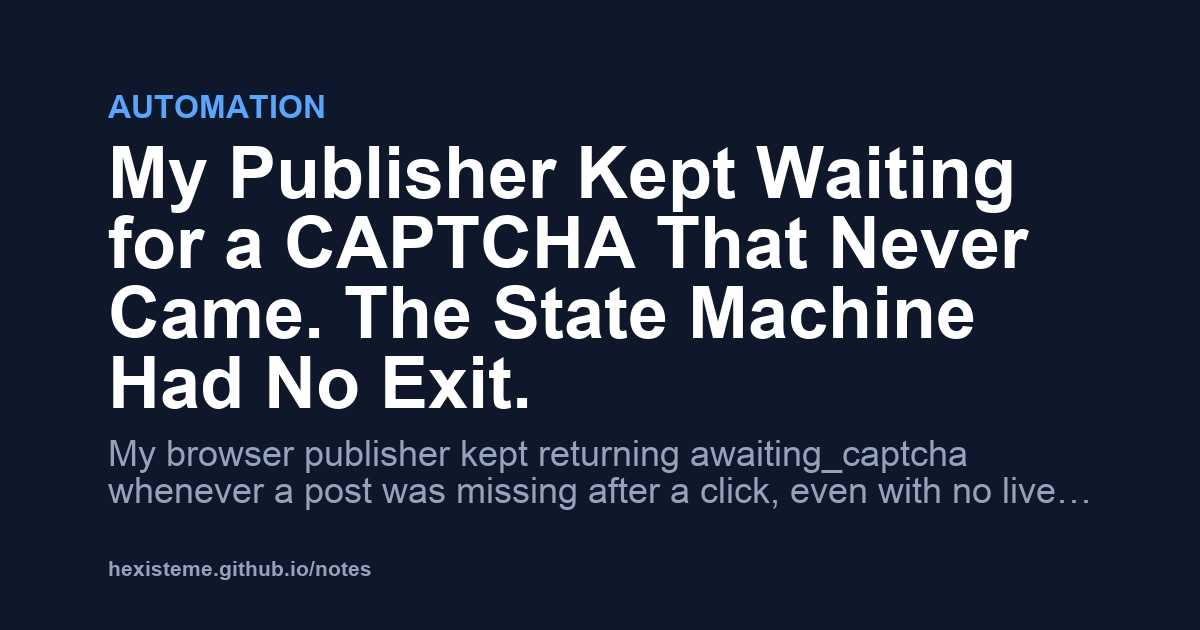 AUTOMATION
My Publisher Kept Waiting
for a CAPTCHA That Never
Came. The State Machine
Had No Exit.
My browser publisher kept returning awaiting_captcha
whenever a post was missing after a click, even with no live…
hexisteme.github.io/notes